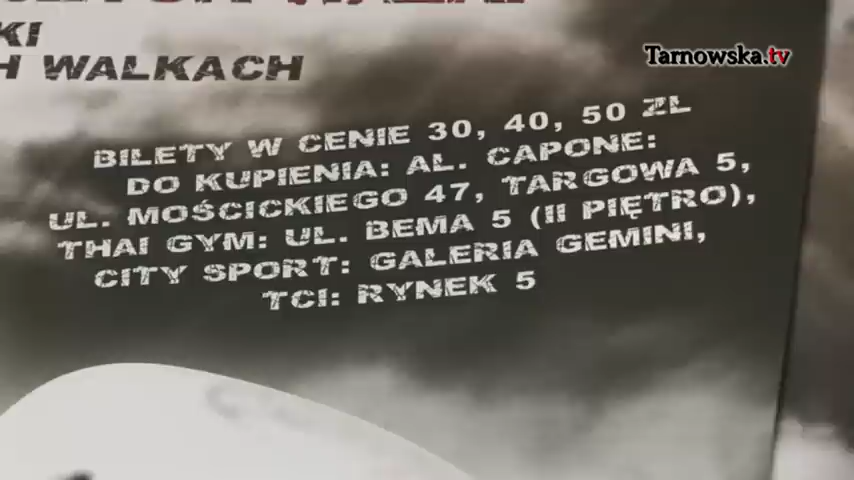 KI
H WALKACH
Tarnowska.tv
BILETY W CENIE 30, 40, 50 ZŁ
DO KUPIENIA: AL. CAPONE:
UL. MOŚCICKIEGO 47, TARGOWA 5,
THAI GYM: UL. BEMA 5 (II PIĘTRO),
CITY SPORT: GALERIA GEMINI,
TCI: RYNEK 5